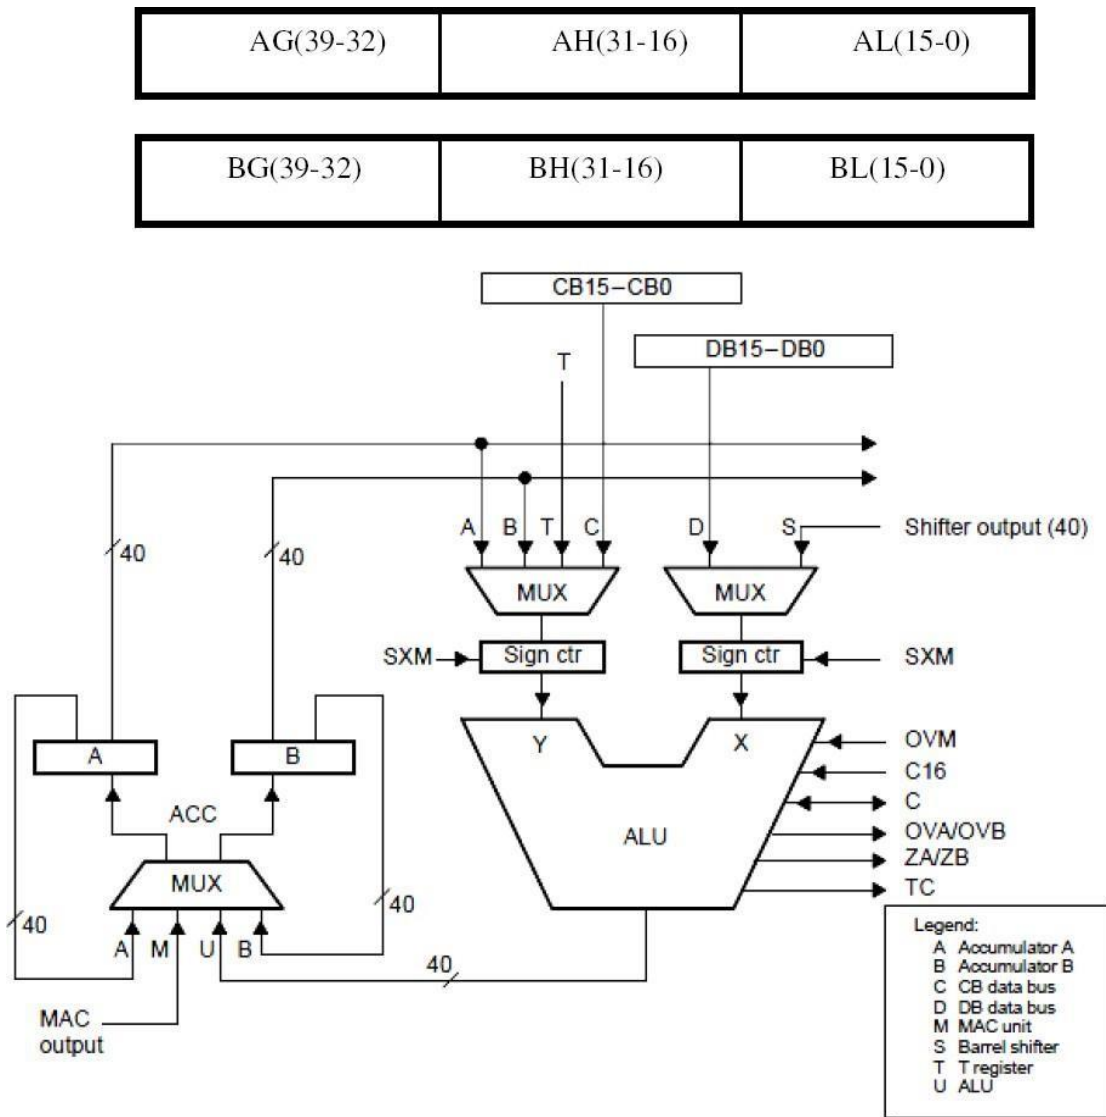 AG(39-32) AH(31-16) AL(15-0)
BG(39-32) BH(31-16) BL(15-0)
CB15–CB0
DB15–DB0
T
A B T C D S Shifter output (40)
40 40
MUX MUX
SXM Sign ctr Sign ctr SXM
Y X OVM
A B C16
C
ACC ALU OVA/OVB
MUX ZA/ZB
TC
40 40
A M U B 40
MAC
output
Legend:
A Accumulator A
B Accumulator B
C CB data bus
D DB data bus
M MAC unit
S Barrel shifter
T T register
U ALU